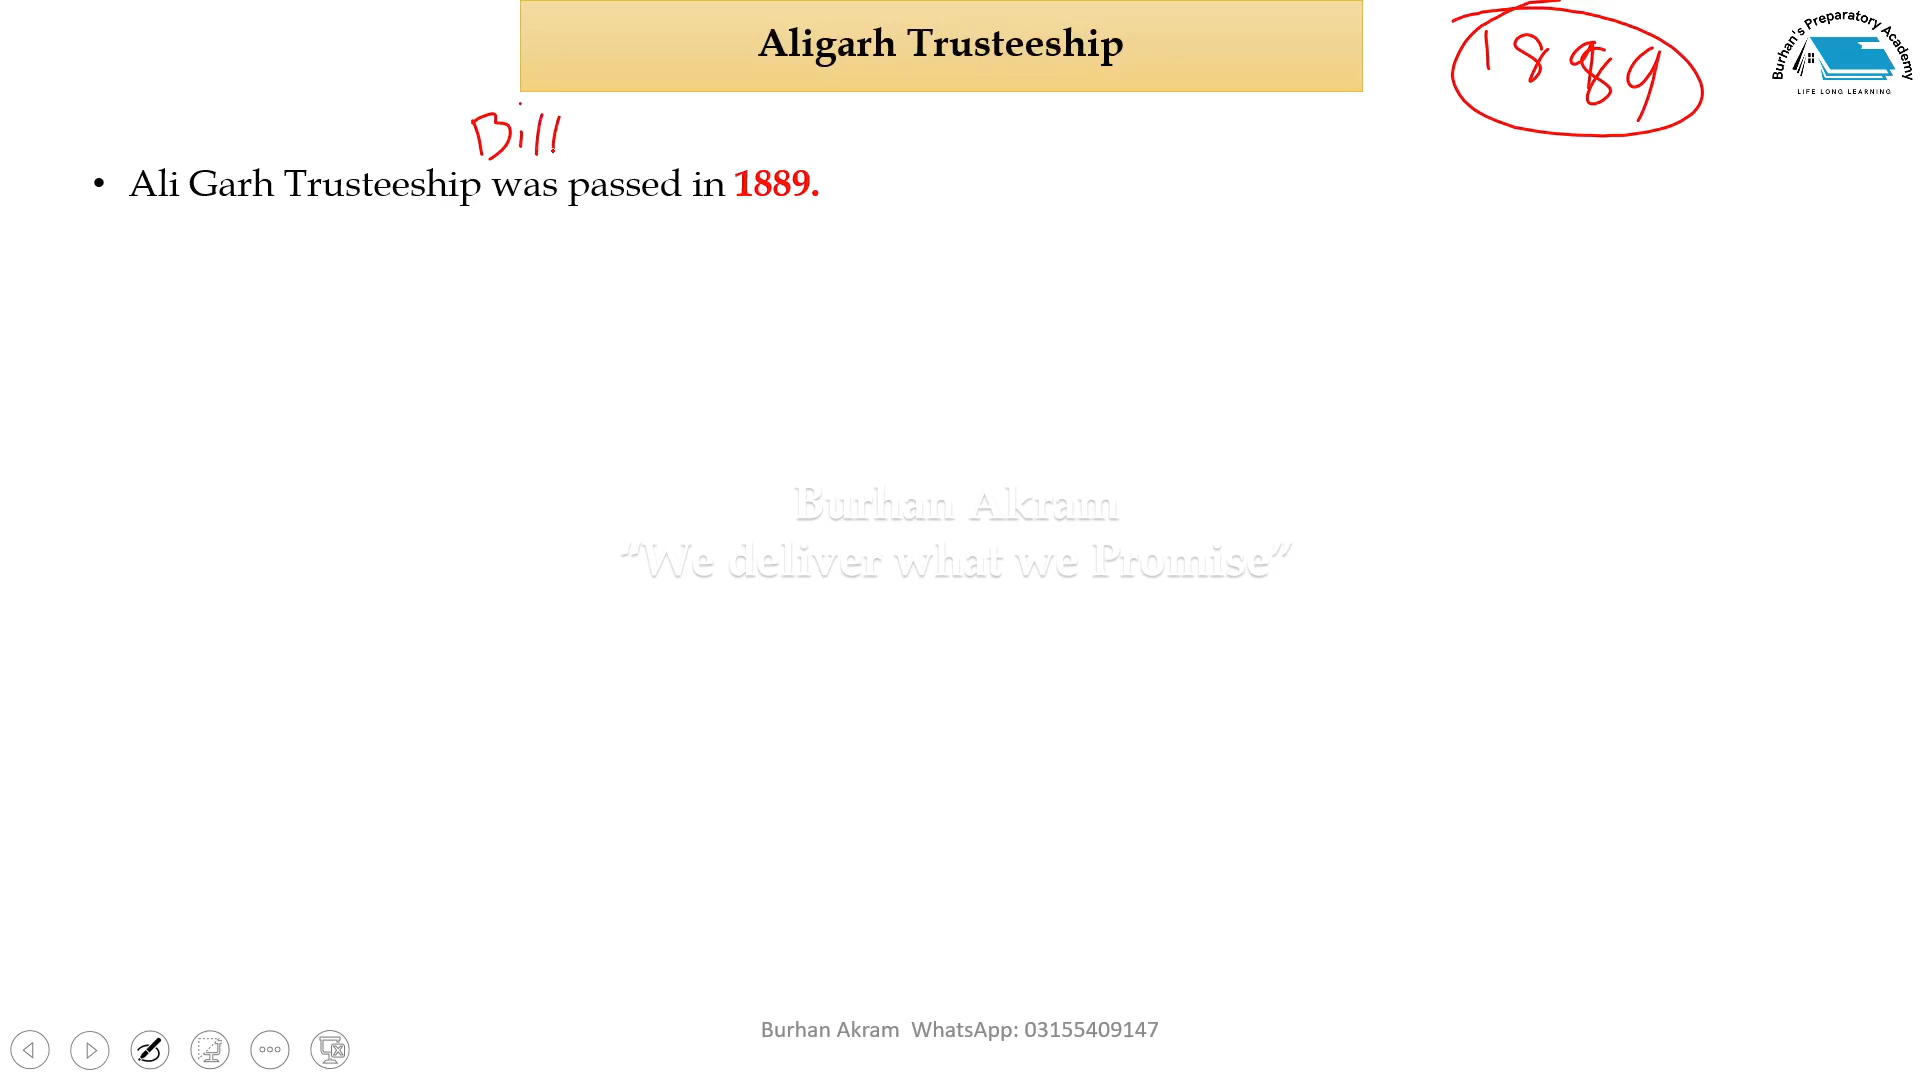 Aligarh Trusteeship
1889
Burhan's Preparatory Academy
LIFE LONG LEARNING
Bill
• Ali Garh Trusteeship was passed in 1889.
Burhan Akram
“We deliver what we Promise”
Burhan Akram WhatsApp: 03155409147